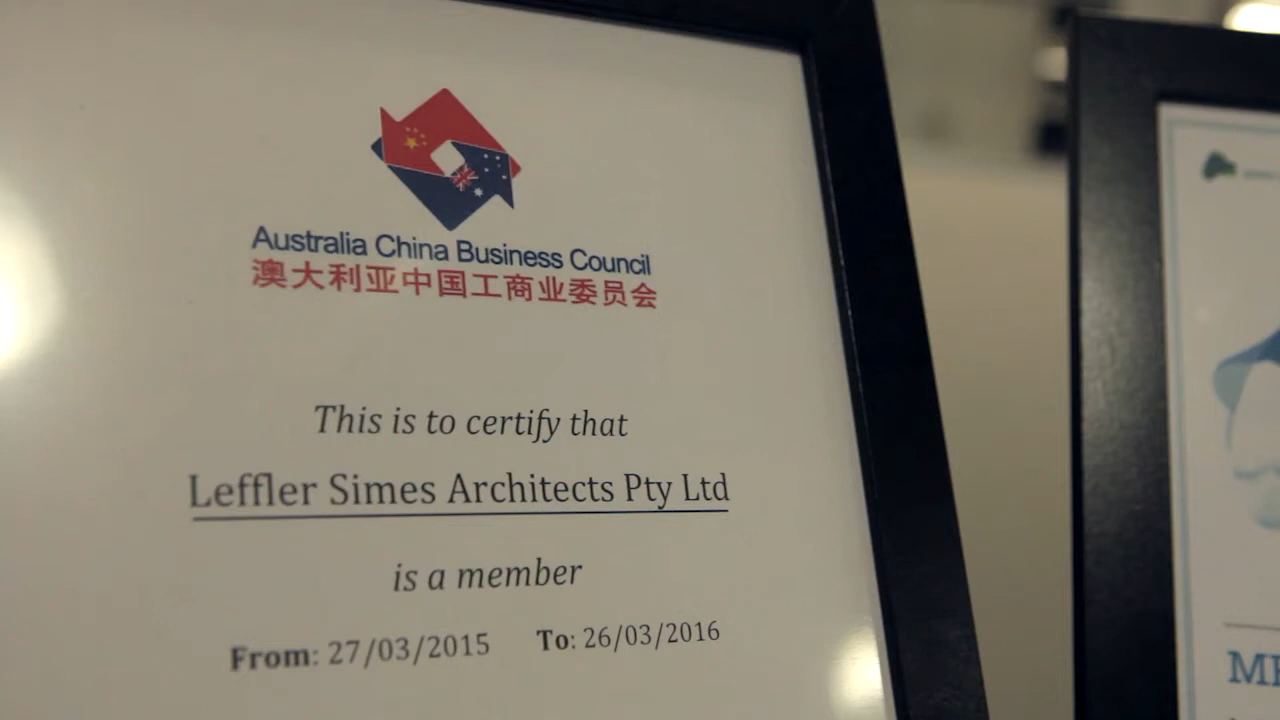 Australia China Business Council
澳大利亚中国工商业委员会
This is to certify that
Leffler Simes Architects Pty Ltd
is a member
From: 27/03/2015 To: 26/03/2016